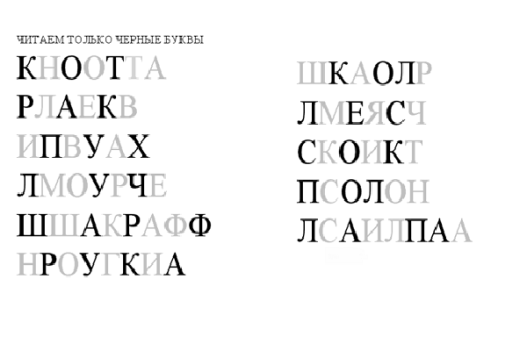 ЧИТАЕМ ТОЛЬКО ЧЕРНЫЕ БУКВЫ
КНООТТА
РЛАЕКВ
ИПВУАХ
ЛМОУРЧЕ
ШШАКРАФФ
НРОУГКИА
ШКАОЛР
ЛМЕЯСЧ
СКОИКТ
ПСОЛОН
ЛСАИЛПАА